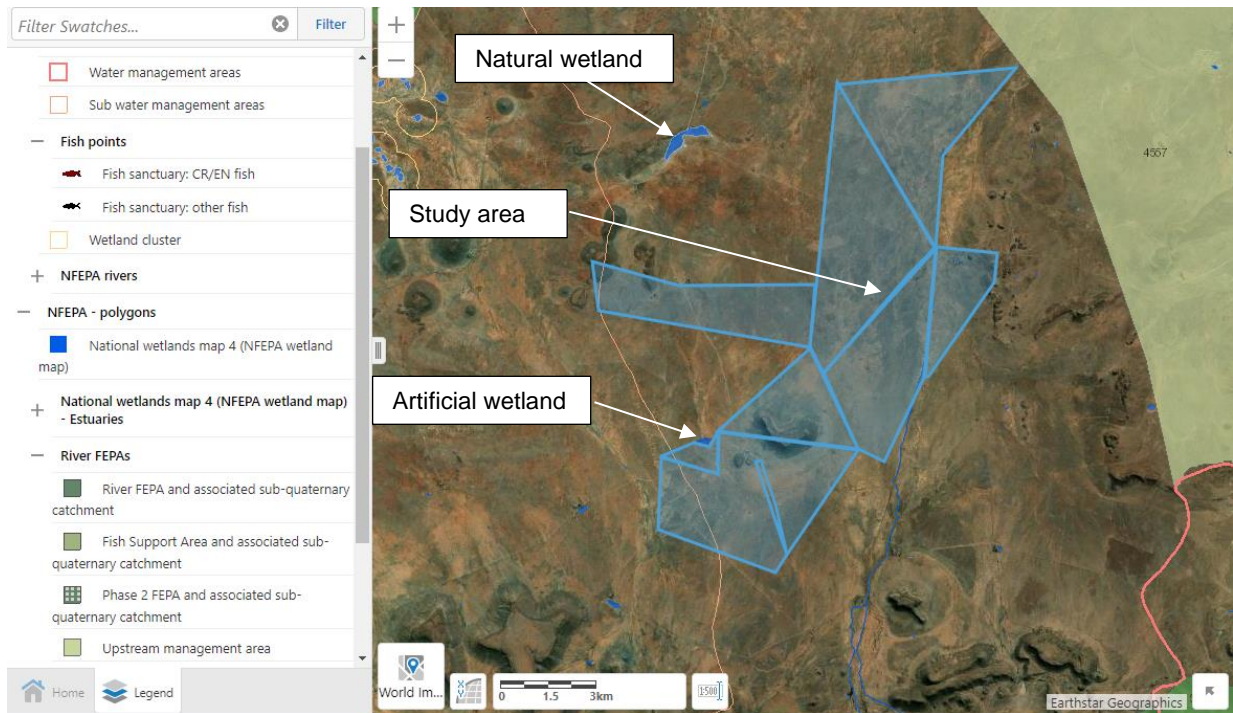 Filter Swatches...
Filter
Water management areas
Sub water management areas
Fish points
Fish sanctuary: CR/EN fish
Fish sanctuary: other fish
Wetland cluster
NFEPA rivers
NFEPA - polygons
National wetlands map 4 (NFEPA wetland
map)
National wetlands map 4 (NFEPA wetland map)
- Estuaries
River FEPAs
River FEPA and associated sub-quaternary
catchment
Fish Support Area and associated sub-
quaternary catchment
Phase 2 FEPA and associated sub-
quaternary catchment
Upstream management area
Home
Legend
Natural wetland
Study area
Artificial wetland
4557
World Im...
X Y
0 1.5 3km
1:500
Earthstar Geographics